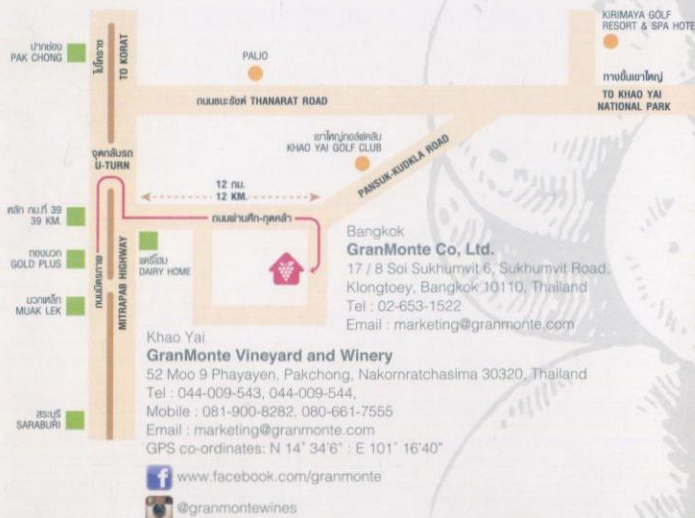 KIRIMAYA GOLF
RESORT & SPA HOTE
ปากช่อง
PAK CHONG
ไปโคราช
TO KORAT
PALIO
ทางขึ้นเขาใหญ่
TO KHAO YAI
NATIONAL PARK
ถนนธนะรัชต์ THANARAT ROAD
เขาใหญ่กอล์ฟคลับ
KHAO YAI GOLF CLUB
จุดกลับรถ
U-TURN
PANSUK-KUDKLA ROAD
12 กม.
12 KM.
หลัก กม.ที่ 39
39 KM.
ถนนผ่านศึก-กุดคล้า
ทองบวก
GOLD PLUS
แดรี่โฮม
DAIRY HOME
ถนนมิตรภาพ
MITRAPAB HIGHWAY
มวกเหล็ก
MUAK LEK
สระบุรี
SARABURI
Bangkok
GranMonte Co, Ltd.
17 / 8 Soi Sukhumvit 6, Sukhumvit Road,
Klongtoey, Bangkok 10110, Thailand
Tel : 02-653-1522
Email : marketing@granmonte.com
Khao Yai
GranMonte Vineyard and Winery
52 Moo 9 Phayayen, Pakchong, Nakornratchasima 30320, Thailand
Tel : 044-009-543, 044-009-544,
Mobile : 081-900-8282, 080-661-7555
Email : marketing@granmonte.com
GPS co-ordinates: N 14° 34'6" : E 101° 16'40"
f www.facebook.com/granmonte
@granmontewines